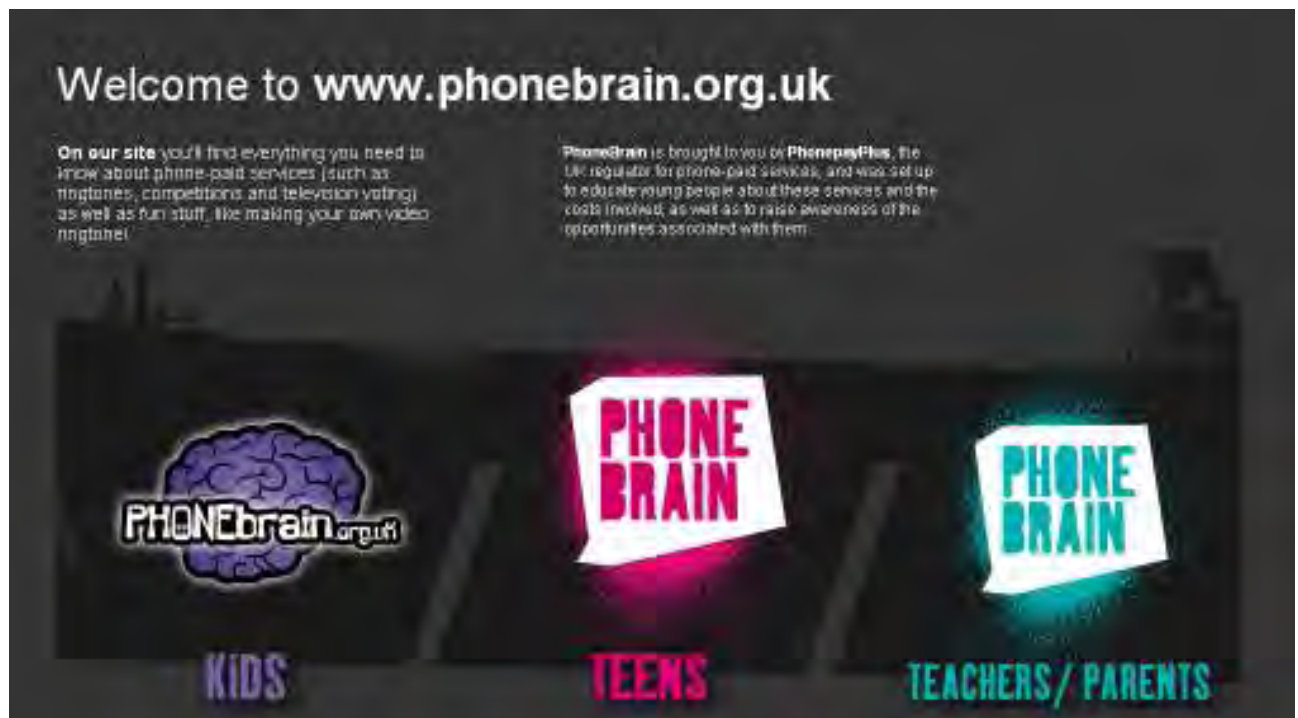 Welcome to www.phonebrain.org.uk
On our site you'll find everything you need to
know about phone-paid services (such as
ringtones, competitions and television voting)
as well as fun stuff, like making your own video
ringtone!
PhoneBrain is brought to you by PhonepayPlus, the
UK regulator for phone-paid services, and was set up
to educate young people about these services and the
costs involved, as well as to raise awareness of the
opportunities associated with them.
PHONEbrain.org.uk
KiDS
PHONE
BRAIN
TEENS
PHONE
BRAIN
TEACHERS/ PARENTS